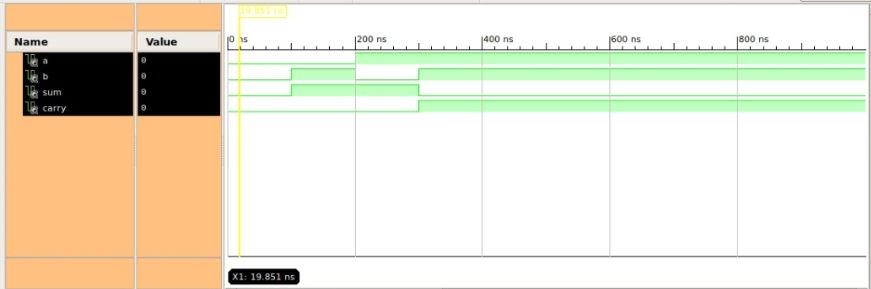 19.851 ns
Name Value 0 ns 200 ns 400 ns 600 ns 800 ns
a 0
b 0
sum 0
carry 0
X1: 19.851 ns